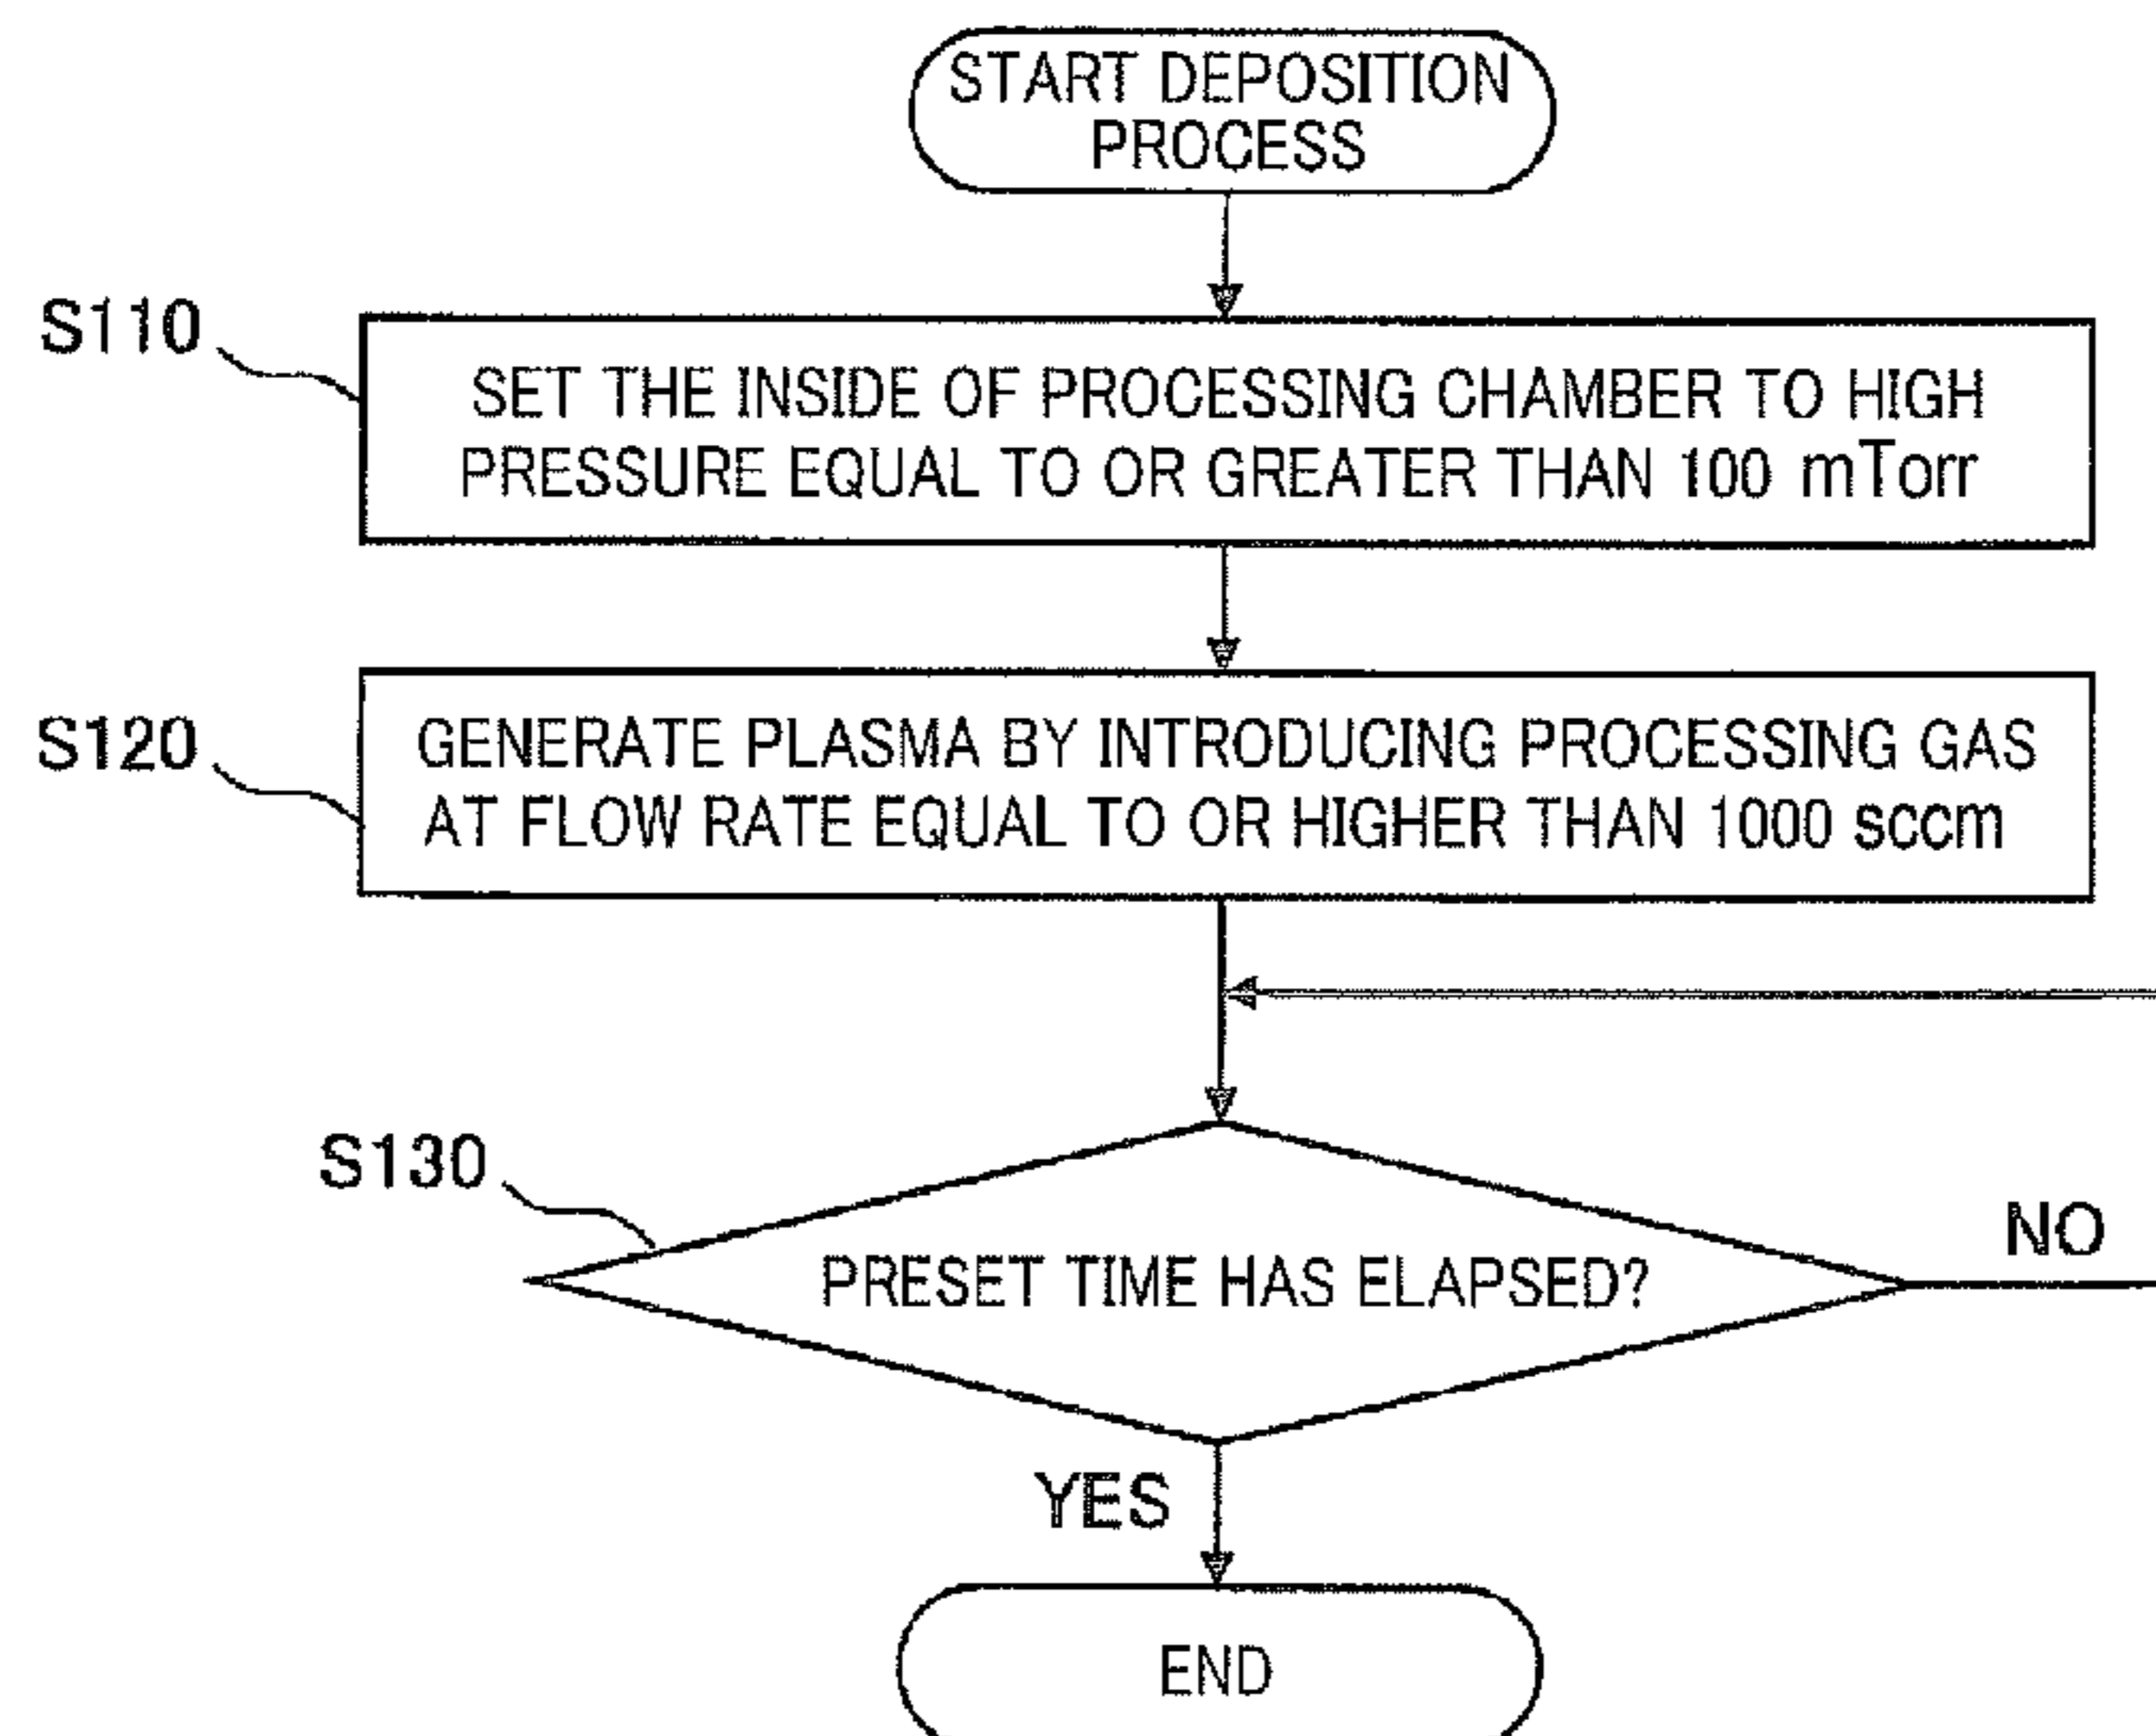 START DEPOSITION
PROCESS
S110
SET THE INSIDE OF PROCESSING CHAMBER TO HIGH
PRESSURE EQUAL TO OR GREATER THAN 100 mTorr
S120
GENERATE PLASMA BY INTRODUCING PROCESSING GAS
AT FLOW RATE EQUAL TO OR HIGHER THAN 1000 sccm
S130
PRESET TIME HAS ELAPSED?
NO
YES
END